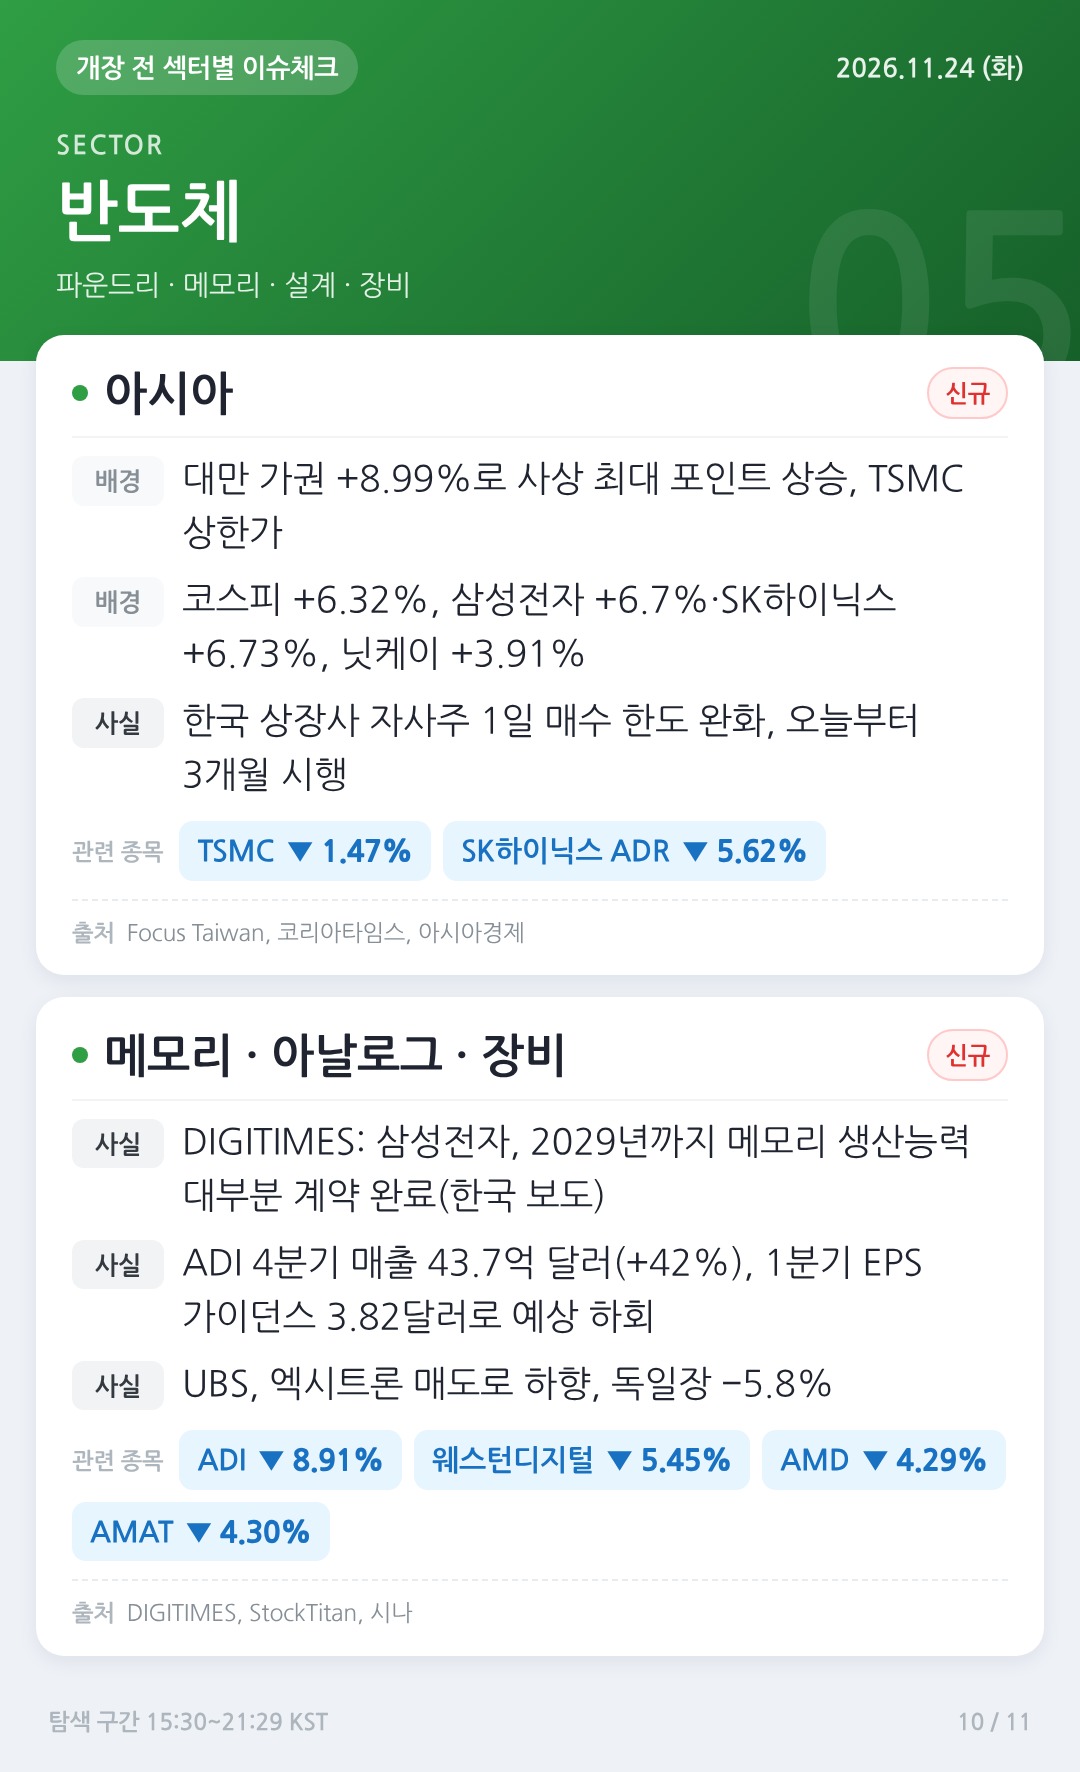 개장 전 섹터별 이슈체크
2026.11.24 (화)
SECTOR
반도체
파운드리 · 메모리 · 설계 · 장비
05
아시아
신규
배경 대만 가권 +8.99%로 사상 최대 포인트 상승, TSMC
상한가
배경 코스피 +6.32%, 삼성전자 +6.7%·SK하이닉스
+6.73%, 닛케이 +3.91%
사실 한국 상장사 자사주 1일 매수 한도 완화, 오늘부터
3개월 시행
관련 종목 TSMC ▼ 1.47% SK하이닉스 ADR ▼ 5.62%
출처 Focus Taiwan, 코리아타임스, 아시아경제
메모리 · 아날로그 · 장비
신규
사실 DIGITIMES: 삼성전자, 2029년까지 메모리 생산능력
대부분 계약 완료(한국 보도)
사실 ADI 4분기 매출 43.7억 달러(+42%), 1분기 EPS
가이던스 3.82달러로 예상 하회
사실 UBS, 엑시트론 매도로 하향, 독일장 −5.8%
관련 종목 ADI ▼ 8.91% 웨스턴디지털 ▼ 5.45% AMD ▼ 4.29%
AMAT ▼ 4.30%
출처 DIGITIMES, StockTitan, 시나
탐색 구간 15:30~21:29 KST
10 / 11